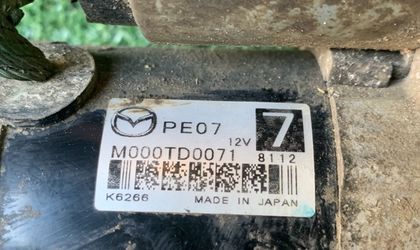 PE07 12V 7
M000TD0071 8112
K6266 MADE IN JAPAN